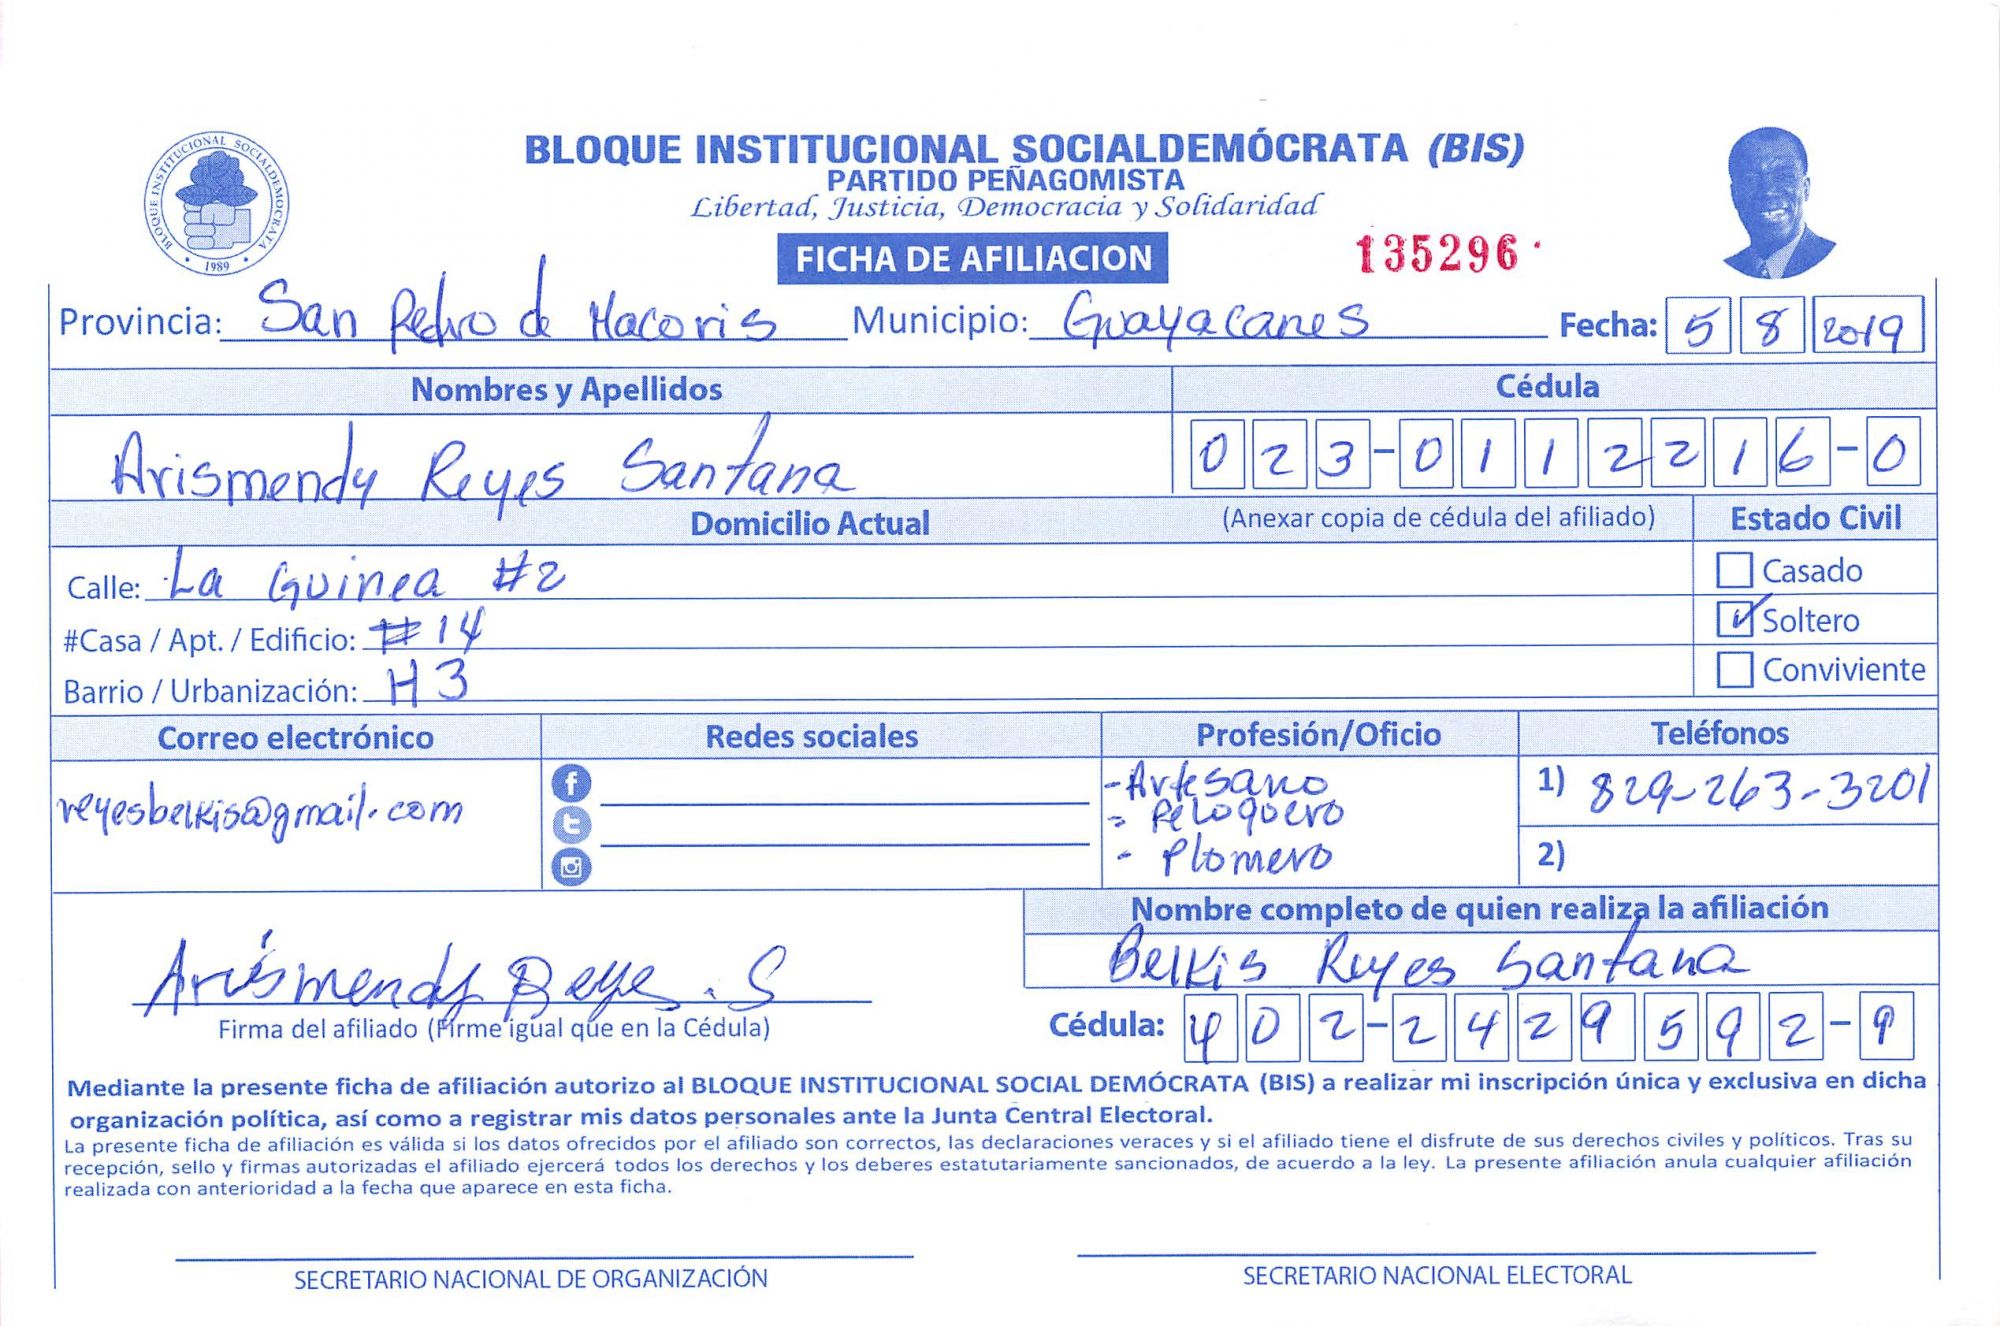 BLOQUE INSTITUCIONAL SOCIALDEMOCRATA
1989
BLOQUE INSTITUCIONAL SOCIALDEMÓCRATA (BIS)
PARTIDO PEÑAGOMISTA
Libertad, Justicia, Democracia y Solidaridad
FICHA DE AFILIACION 135296
Provincia: San Pedro de Macoris Municipio: Guayacanes Fecha: 5 8 2019
Nombres y Apellidos Cédula
Arismendy Reyes Santana 023-0112216-0
Domicilio Actual (Anexar copia de cédula del afiliado) Estado Civil
Calle: La Guinea #2 Casado
#Casa / Apt. / Edificio: #14 Soltero
Barrio / Urbanización: H3 Conviviente
Correo electrónico Redes sociales Profesión/Oficio Teléfonos
reyesbelkis@gmail.com - Artesano 1) 829-263-3201
- Peloquero
- Plomero 2)
Nombre completo de quien realiza la afiliación
Belkis Reyes Santana
Arismendy Reye. S
Firma del afiliado (Firme igual que en la Cédula) Cédula: 402-2429592-9
Mediante la presente ficha de afiliación autorizo al BLOQUE INSTITUCIONAL SOCIAL DEMÓCRATA (BIS) a realizar mi inscripción única y exclusiva en dicha
organización política, así como a registrar mis datos personales ante la Junta Central Electoral.
La presente ficha de afiliación es válida si los datos ofrecidos por el afiliado son correctos, las declaraciones veraces y si el afiliado tiene el disfrute de sus derechos civiles y políticos. Tras su
recepción, sello y firmas autorizadas el afiliado ejercerá todos los derechos y los deberes estatutariamente sancionados, de acuerdo a la ley. La presente afiliación anula cualquier afiliación
realizada con anterioridad a la fecha que aparece en esta ficha.
SECRETARIO NACIONAL DE ORGANIZACIÓN SECRETARIO NACIONAL ELECTORAL